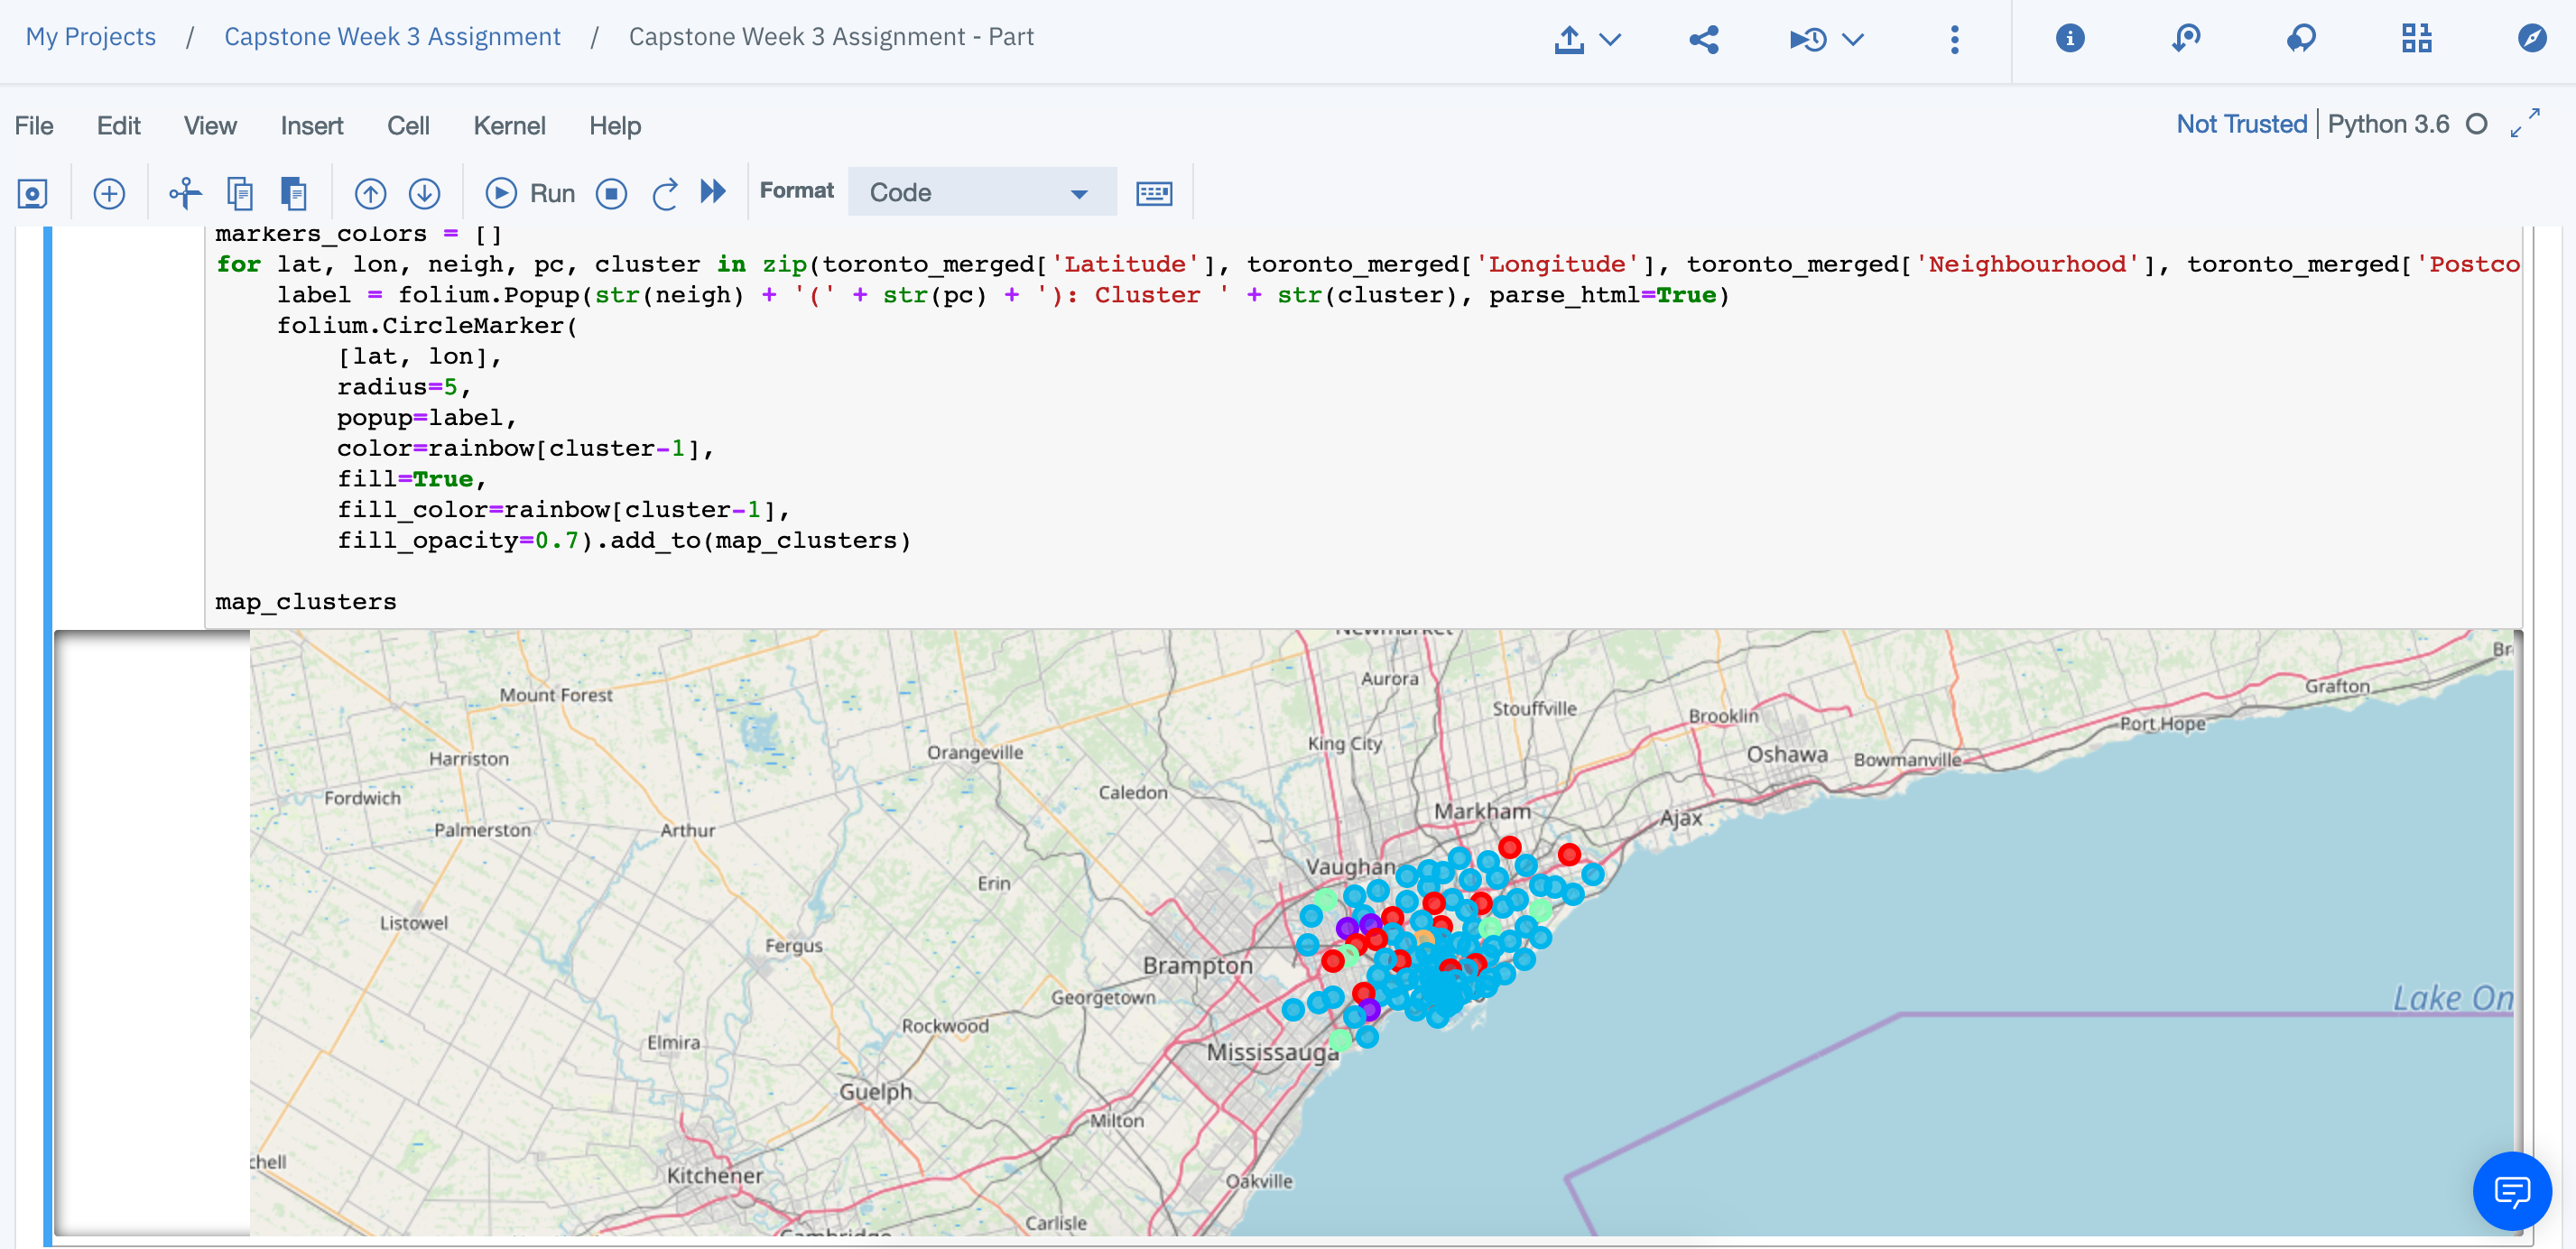 My Projects / Capstone Week 3 Assignment / Capstone Week 3 Assignment - Part
File Edit View Insert Cell Kernel Help
Not Trusted | Python 3.6
Run
Format
Code
markers_colors = []
for lat, lon, neigh, pc, cluster in zip(toronto_merged['Latitude'], toronto_merged['Longitude'], toronto_merged['Neighbourhood'], toronto_merged['Postco
label = folium.Popup(str(neigh) + '(' + str(pc) + '): Cluster ' + str(cluster), parse_html=True)
folium.CircleMarker(
[lat, lon],
radius=5,
popup=label,
color=rainbow[cluster-1],
fill=True,
fill_color=rainbow[cluster-1],
fill_opacity=0.7).add_to(map_clusters)
map_clusters
Newmarket
Br
Aurora
Grafton
Mount Forest
Stouffville
Brooklin
Port Hope
King City
Orangeville
Oshawa
Harriston
Bowmanville
Caledon
Fordwich
Markham
Ajax
Palmerston
Arthur
Vaughan
Erin
Listowel
Fergus
Brampton
Georgetown
Lake On
Rockwood
Elmira
Mississauga
Guelph
Milton
chell
Kitchener
Oakville
Carlisle
Cambridge